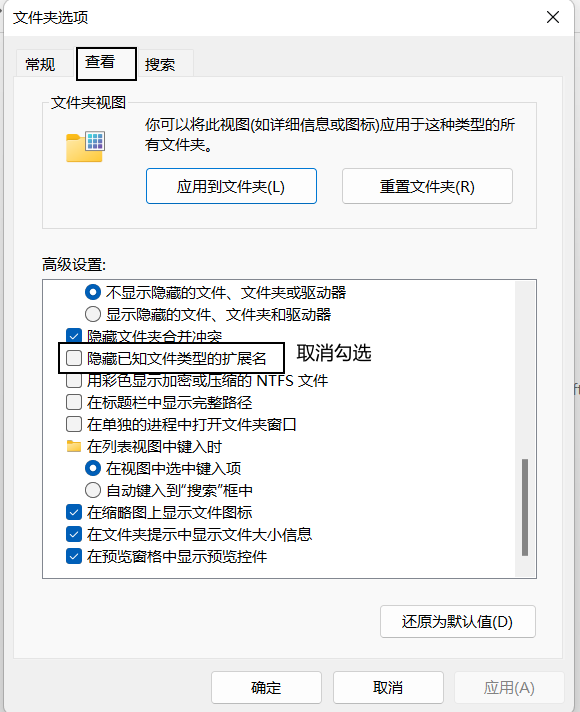 文件夹选项
常规
查看
搜索
文件夹视图
你可以将此视图(如详细信息或图标)应用于这种类型的所
有文件夹。
应用到文件夹(L)
重置文件夹(R)
高级设置:
不显示隐藏的文件、文件夹或驱动器
显示隐藏的文件、文件夹和驱动器
隐藏文件夹合并冲突
隐藏已知文件类型的扩展名
取消勾选
用彩色显示加密或压缩的 NTFS 文件
在标题栏中显示完整路径
在单独的进程中打开文件夹窗口
在列表视图中键入时
在视图中选中键入项
自动键入到“搜索”框中
在缩略图上显示文件图标
在文件夹提示中显示文件大小信息
在预览窗格中显示预览控件
还原为默认值(D)
确定
取消
应用(A)